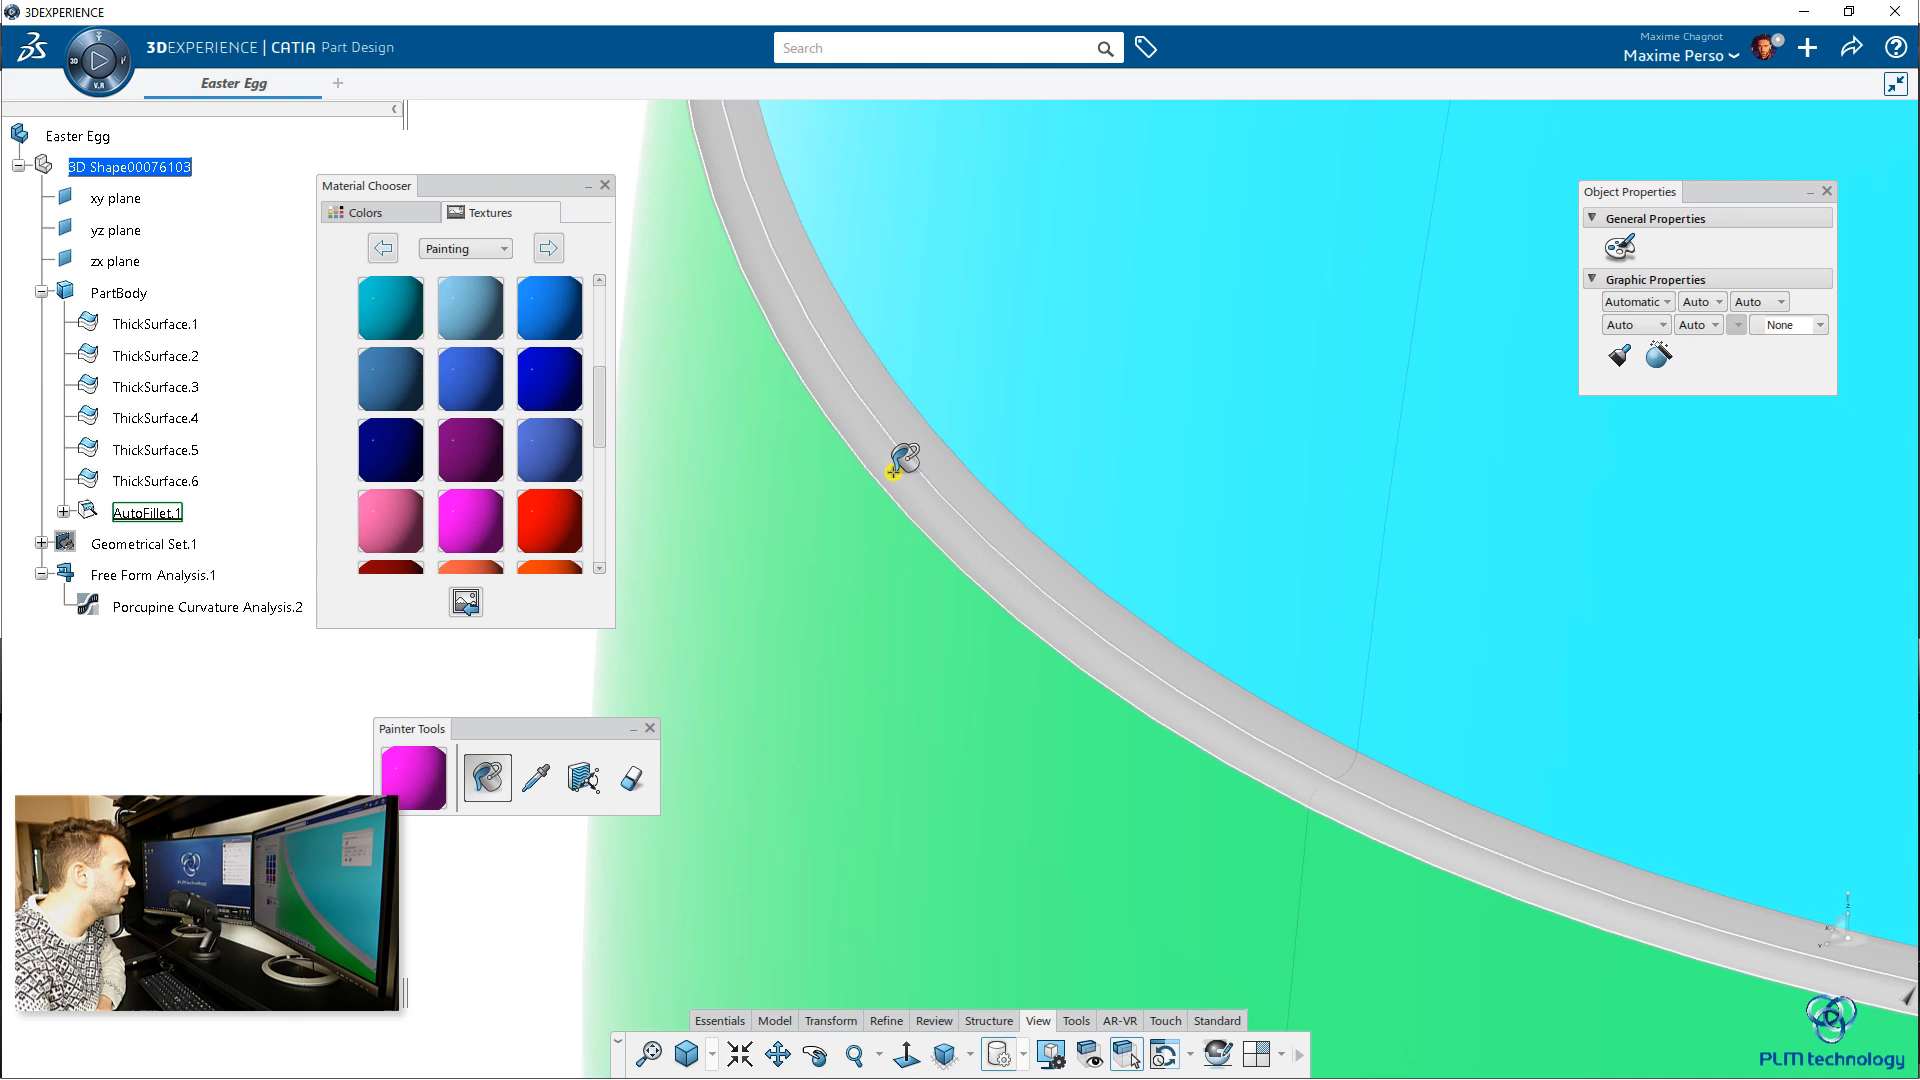 3DEXPERIENCE
3DEXPERIENCE | CATIA Part Design
Search
Maxime Chagnot
Maxime Perso
3D
V.R
Easter Egg
Easter Egg
3D Shape00076103
xy plane
yz plane
zx plane
PartBody
ThickSurface.1
ThickSurface.2
ThickSurface.3
ThickSurface.4
ThickSurface.5
ThickSurface.6
AutoFillet.1
Geometrical Set.1
Free Form Analysis.1
Porcupine Curvature Analysis.2
Material Chooser
Colors
Textures
Painting
Object Properties
General Properties
Graphic Properties
Automatic
Auto
Auto
Auto
Auto
None
Painter Tools
PLM technology
Essentials
Model
Transform
Refine
Review
Structure
View
Tools
AR-VR
Touch
Standard
PLM technology